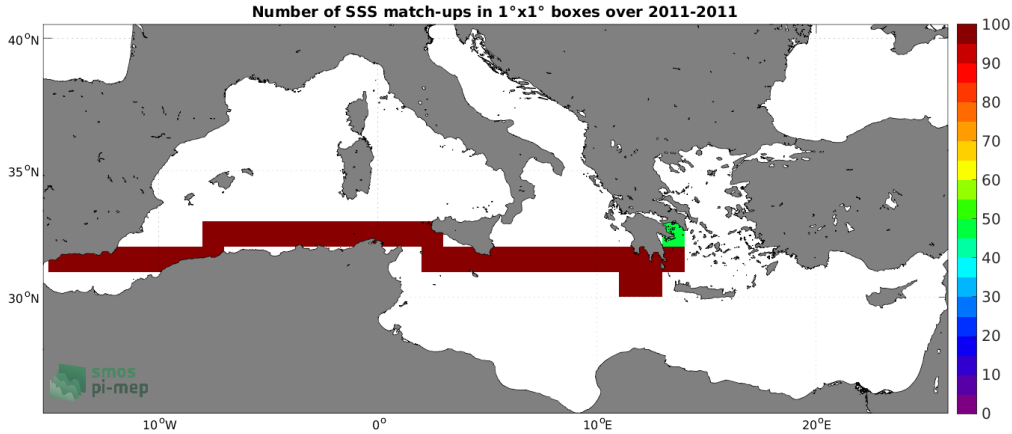 Number of SSS match-ups in 1°x1° boxes over 2011-2011
40°N
35°N
30°N
10°W
0°
10°E
20°E
100
90
80
70
60
50
40
30
20
10
0
smos
pi-mep